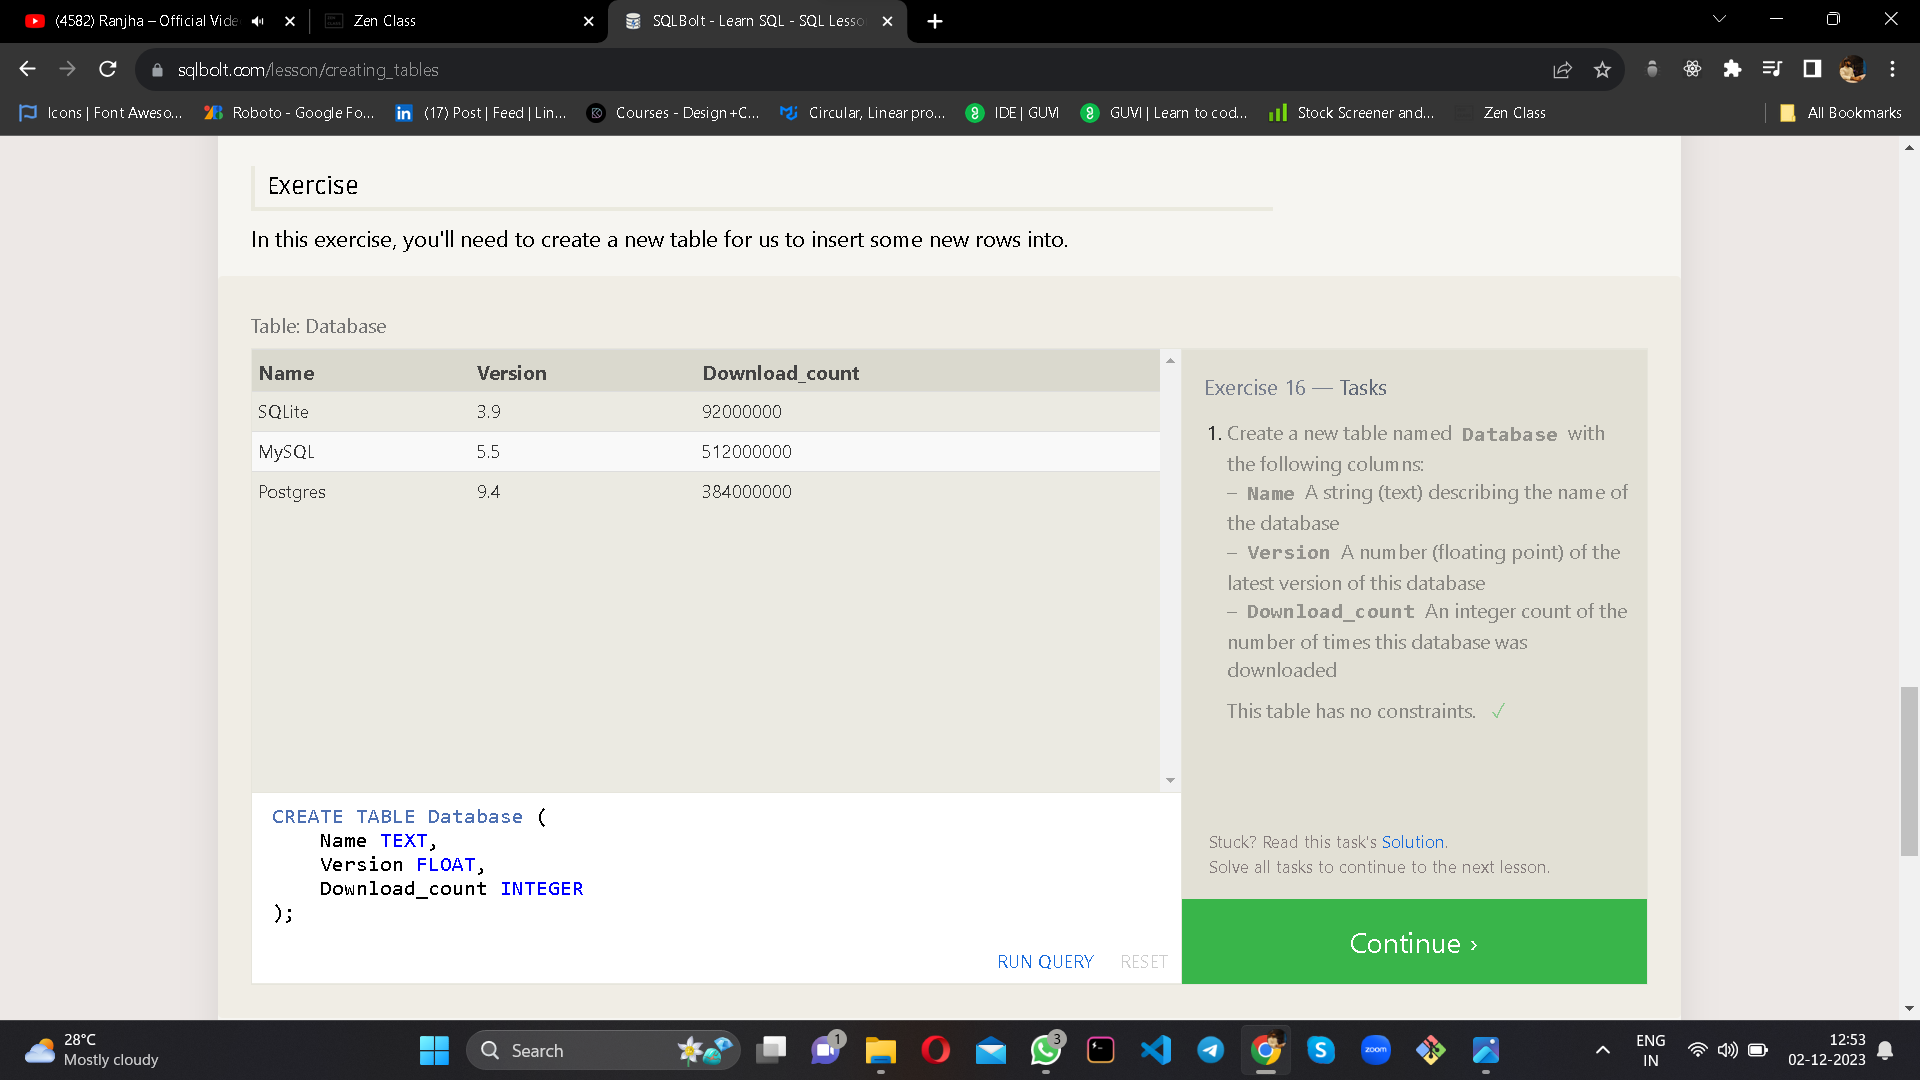 (4582) Ranjha – Official Vide
Zen Class
SQLBolt - Learn SQL - SQL Lesso
sqlbolt.com/lesson/creating_tables
Icons | Font Aweso...
Roboto - Google Fo...
(17) Post | Feed | Lin...
Courses - Design+C...
Circular, Linear pro...
IDE | GUVI
GUVI | Learn to cod...
Stock Screener and...
Zen Class
All Bookmarks
Exercise
In this exercise, you'll need to create a new table for us to insert some new rows into.
Table: Database
Name Version Download_count
SQLite 3.9 92000000
MySQL 5.5 512000000
Postgres 9.4 384000000
Exercise 16 — Tasks
1. Create a new table named Database with
the following columns:
– Name A string (text) describing the name of
the database
– Version A number (floating point) of the
latest version of this database
– Download_count An integer count of the
number of times this database was
downloaded
This table has no constraints. ✓
CREATE TABLE Database (
Name TEXT,
Version FLOAT,
Download_count INTEGER
);
RUN QUERY RESET
Stuck? Read this task's Solution.
Solve all tasks to continue to the next lesson.
Continue ›
28°C
Mostly cloudy
Search
1
3
zoom
ENG
IN
12:53
02-12-2023